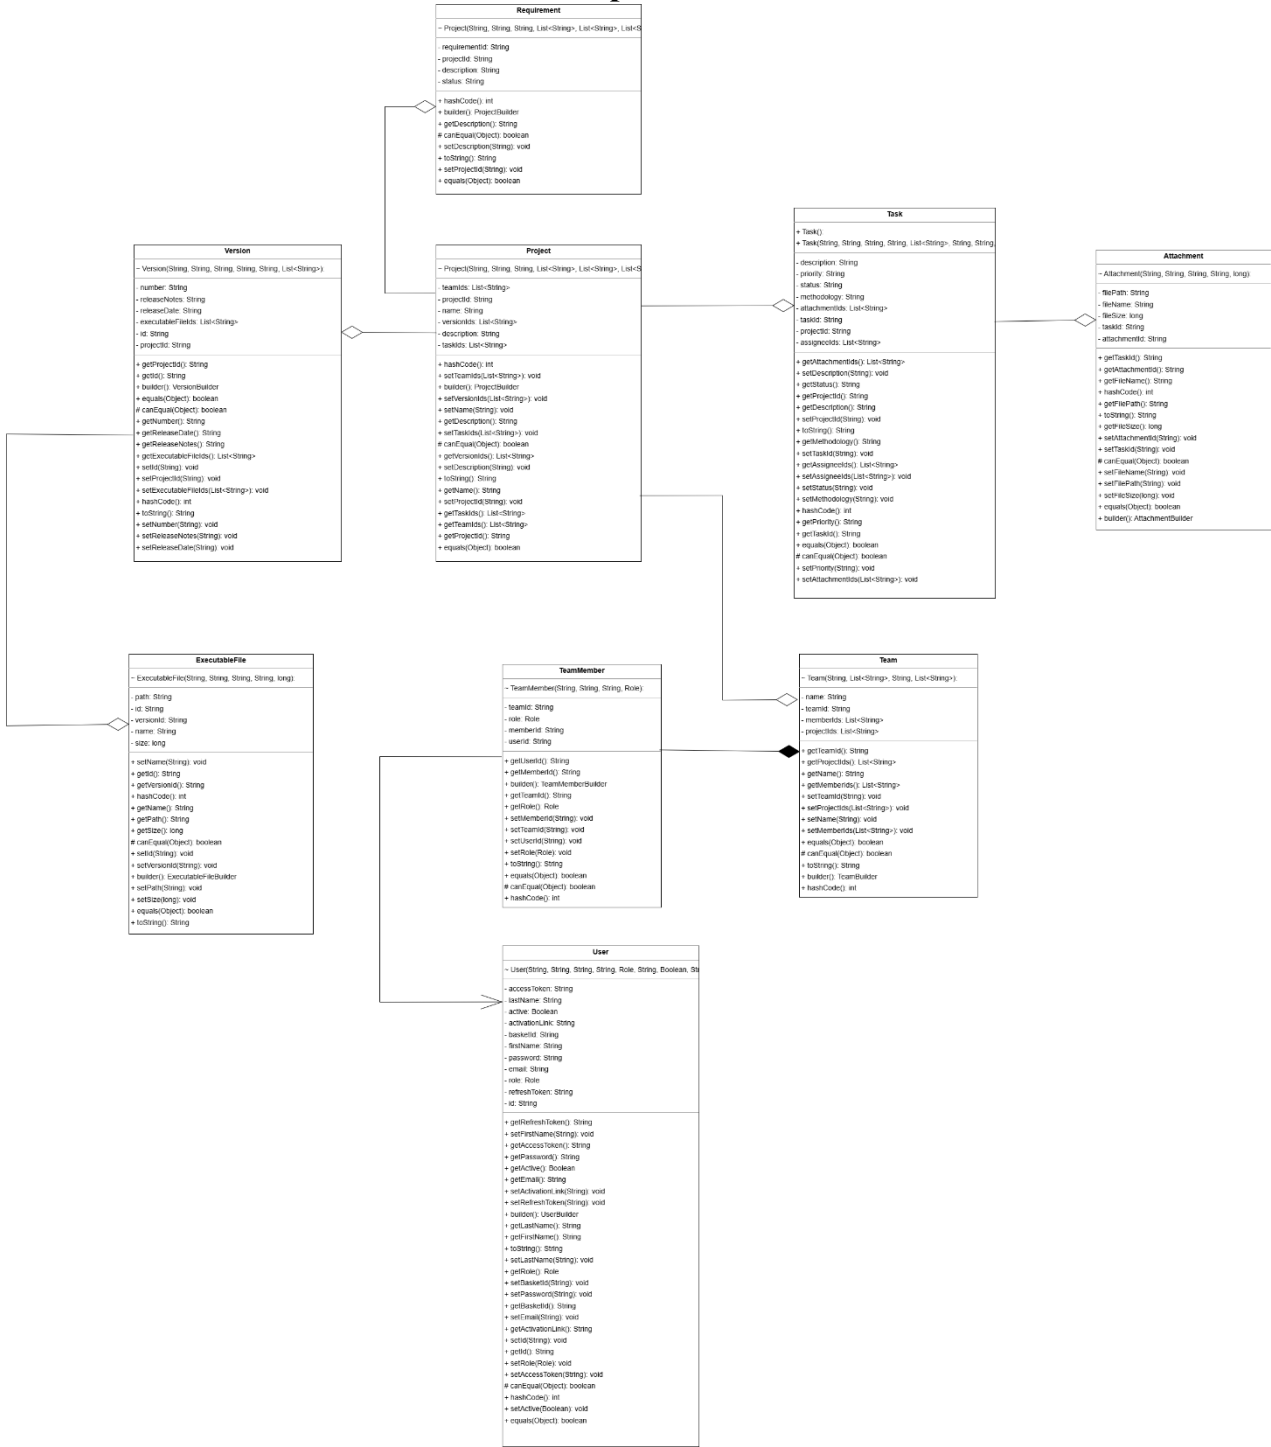 Requirement
~ Project(String, String, String, List<String>, List<String>, List<S
- requirementId: String
- projectId: String
- description: String
- status: String
+ hashCode(): int
+ builder(): ProjectBuilder
+ getDescription(): String
# canEqual(Object): boolean
+ setDescription(String): void
+ toString(): String
+ setProjectId(String): void
+ equals(Object): boolean
Version
~ Version(String, String, String, String, String, List<String>)
- number: String
- releaseNotes: String
- releaseDate: String
- executableFileIds: List<String>
- id: String
- projectId: String
+ getProjectId(): String
+ getId(): String
+ builder(): VersionBuilder
+ equals(Object): boolean
# canEqual(Object): boolean
+ getNumber(): String
+ getReleaseDate(): String
+ getReleaseNotes(): String
+ getExecutableFileIds(): List<String>
+ setId(String): void
+ setProjectId(String): void
+ setExecutableFileIds(List<String>): void
+ hashCode(): int
+ toString(): String
+ setNumber(String): void
+ setReleaseNotes(String): void
+ setReleaseDate(String): void
Project
~ Project(String, String, String, List<String>, List<String>, List<S
- teamIds: List<String>
- projectId: String
- name: String
- versionIds: List<String>
- description: String
- taskIds: List<String>
+ hashCode(): int
+ setTeamIds(List<String>): void
+ builder(): ProjectBuilder
+ setVersionIds(List<String>): void
+ setName(String): void
+ getDescription(): String
+ setTaskIds(List<String>): void
# canEqual(Object): boolean
+ getVersionIds(): List<String>
+ setDescription(String): void
+ toString(): String
+ getName(): String
+ setProjectId(String): void
+ getTaskIds(): List<String>
+ getTeamIds(): List<String>
+ getProjectId(): String
+ equals(Object): boolean
Task
+ Task()
+ Task(String, String, String, String, List<String>, String, String,
- description: String
- priority: String
- status: String
- methodology: String
- attachmentIds: List<String>
- taskId: String
- projectId: String
- assigneeIds: List<String>
+ getAttachmentIds(): List<String>
+ setDescription(String): void
+ getStatus(): String
+ getProjectId(): String
+ getDescription(): String
+ setProjectId(String): void
+ toString(): String
+ getMethodology(): String
+ setTaskId(String): void
+ getAssigneeIds(): List<String>
+ setAssigneeIds(List<String>): void
+ setStatus(String): void
+ setMethodology(String): void
+ hashCode(): int
+ getPriority(): String
+ getTaskId(): String
+ equals(Object): boolean
# canEqual(Object): boolean
+ setPriority(String): void
+ setAttachmentIds(List<String>): void
Attachment
~ Attachment(String, String, String, String, long)
- filePath: String
- fileName: String
- fileSize: long
- taskId: String
- attachmentId: String
+ getTaskId(): String
+ getAttachmentId(): String
+ getFileName(): String
+ hashCode(): int
+ getFilePath(): String
+ toString(): String
+ getFileSize(): long
+ setAttachmentId(String): void
+ setTaskId(String): void
# canEqual(Object): boolean
+ setFileName(String): void
+ setFilePath(String): void
+ setFileSize(long): void
+ equals(Object): boolean
+ builder(): AttachmentBuilder
ExecutableFile
~ ExecutableFile(String, String, String, String, long)
- path: String
- id: String
- versionId: String
- name: String
- size: long
+ setName(String): void
+ getId(): String
+ getVersionId(): String
+ hashCode(): int
+ getName(): String
+ getPath(): String
+ getSize(): long
# canEqual(Object): boolean
+ setId(String): void
+ setVersionId(String): void
+ builder(): ExecutableFileBuilder
+ setPath(String): void
+ setSize(long): void
+ equals(Object): boolean
+ toString(): String
TeamMember
~ TeamMember(String, String, String, Role)
- teamId: String
- role: Role
- memberId: String
- userId: String
+ getUserId(): String
+ getMemberId(): String
+ builder(): TeamMemberBuilder
+ getTeamId(): String
+ getRole(): Role
+ setMemberId(String): void
+ setTeamId(String): void
+ setUserId(String): void
+ setRole(Role): void
+ toString(): String
+ equals(Object): boolean
# canEqual(Object): boolean
+ hashCode(): int
Team
~ Team(String, List<String>, String, List<String>)
- name: String
- teamId: String
- memberIds: List<String>
- projectIds: List<String>
+ getTeamId(): String
+ getProjectIds(): List<String>
+ getName(): String
+ getMemberIds(): List<String>
+ setTeamId(String): void
+ setProjectIds(List<String>): void
+ setName(String): void
+ setMemberIds(List<String>): void
+ equals(Object): boolean
# canEqual(Object): boolean
+ toString(): String
+ builder(): TeamBuilder
+ hashCode(): int
User
~ User(String, String, String, String, Role, String, Boolean, Str
- accessToken: String
- lastName: String
- active: Boolean
- activationLink: String
- basketId: String
- firstName: String
- password: String
- email: String
- role: Role
- refreshToken: String
- id: String
+ getRefreshToken(): String
+ setFirstName(String): void
+ getAccessToken(): String
+ getPassword(): String
+ getActive(): Boolean
+ getEmail(): String
+ setActivationLink(String): void
+ setRefreshToken(String): void
+ builder(): UserBuilder
+ getLastName(): String
+ getFirstName(): String
+ toString(): String
+ setLastName(String): void
+ getRole(): Role
+ setBasketId(String): void
+ setPassword(String): void
+ getBasketId(): String
+ setEmail(String): void
+ getActivationLink(): String
+ setId(String): void
+ getId(): String
+ setRole(Role): void
+ setAccessToken(String): void
# canEqual(Object): boolean
+ hashCode(): int
+ setActive(Boolean): void
+ equals(Object): boolean